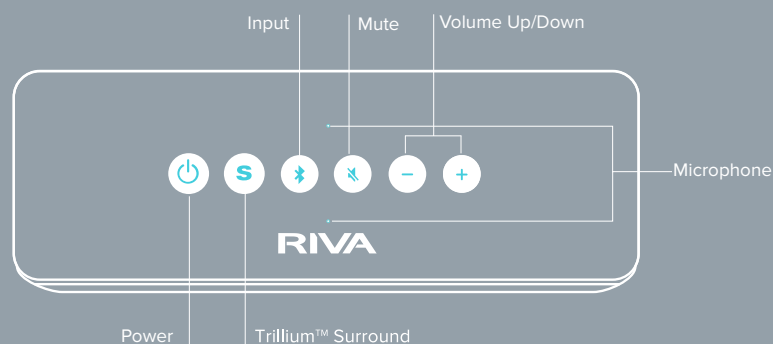 Input
Mute
Volume Up/Down
S
Microphone
RIVA
Power
Trillium™ Surround